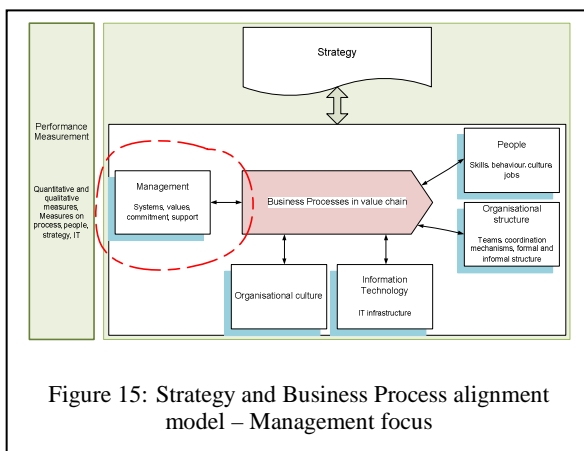 Strategy
Performance
Measurement
Quantitative and
qualitative
measures,
Measures on
process, people,
strategy, IT
Management
Systems, values,
commitment, support
Business Processes in value chain
People
Skills, behaviour, culture,
jobs
Organisational
structure
Teams, coordination
mechanisms, formal and
informal structure
Organisational culture
Information
Technology
IT infrastructure
Figure 15: Strategy and Business Process alignment
model – Management focus